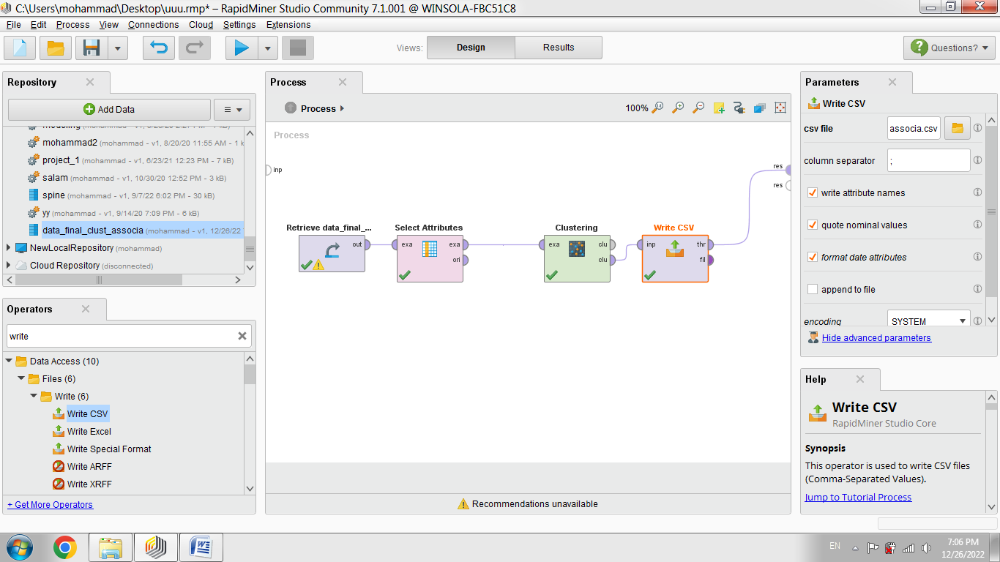 C:\Users\mohammad\Desktop\uuu.rmp* – RapidMiner Studio Community 7.1.001 @ WINSOLA-FBC51C8
File Edit Process View Connections Cloud Settings Extensions
Views: Design Results
Questions?
Repository
Add Data
mohammad2 (mohammad - v1, 8/20/20 11:55 AM - 1 k
project_1 (mohammad - v1, 6/23/21 12:23 PM - 7 kB)
salam (mohammad - v1, 10/30/20 12:52 PM - 3 kB)
spine (mohammad - v1, 9/7/22 6:02 PM - 30 kB)
yy (mohammad - v1, 9/14/20 7:09 PM - 6 kB)
data_final_clust_associa (mohammad - v1, 12/26/22
NewLocalRepository (mohammad)
Cloud Repository (disconnected)
Operators
write
Data Access (10)
Files (6)
Write (6)
Write CSV
Write Excel
Write Special Format
Write ARFF
Write XRFF
+ Get More Operators
Process
Process
100%
Process
inp
res
res
Retrieve data_final_...
out
Select Attributes
exa exa
ori
Clustering
exa clu
clu
Write CSV
inp thr
fil
Recommendations unavailable
Parameters
Write CSV
csv file associa.csv
column separator ;
write attribute names
quote nominal values
format date attributes
append to file
encoding SYSTEM
Hide advanced parameters
Help
Write CSV
RapidMiner Studio Core
Synopsis
This operator is used to write CSV files
(Comma-Separated Values).
Jump to Tutorial Process
EN
7:06 PM
12/26/2022